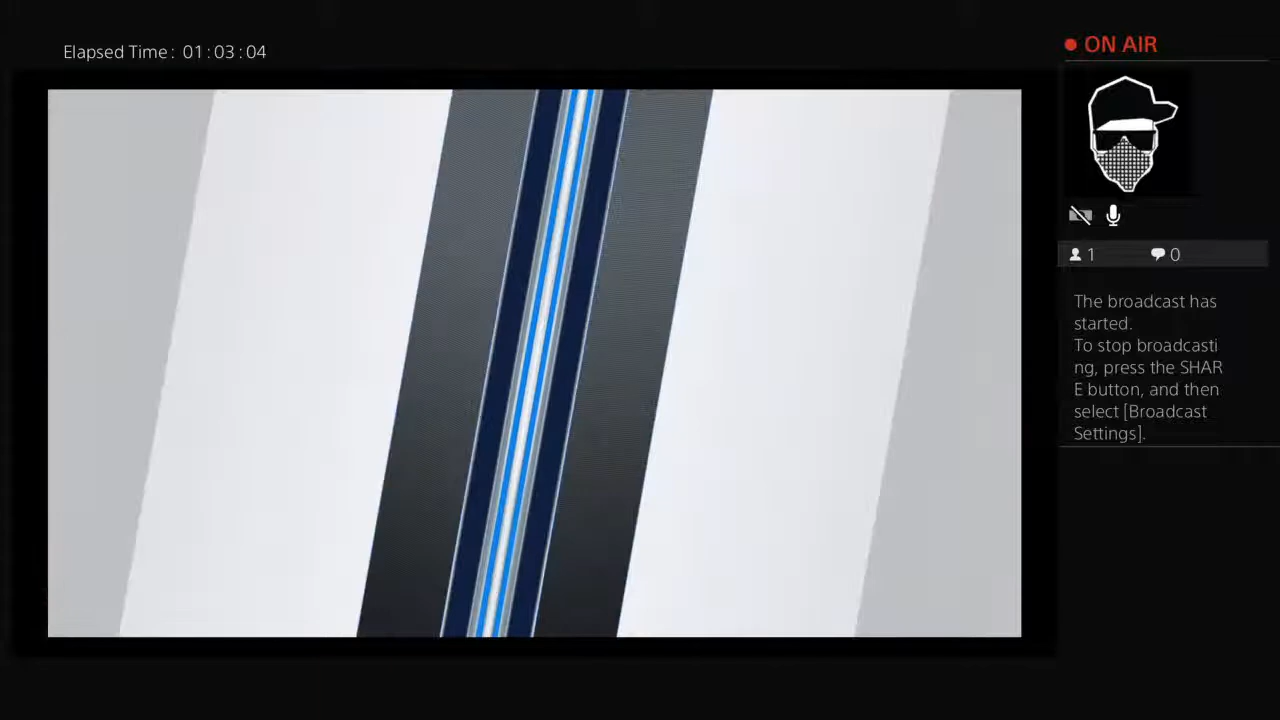 Elapsed Time: 01:03:04
ON AIR
1 0
The broadcast has
started.
To stop broadcasti
ng, press the SHAR
E button, and then
select [Broadcast
Settings].